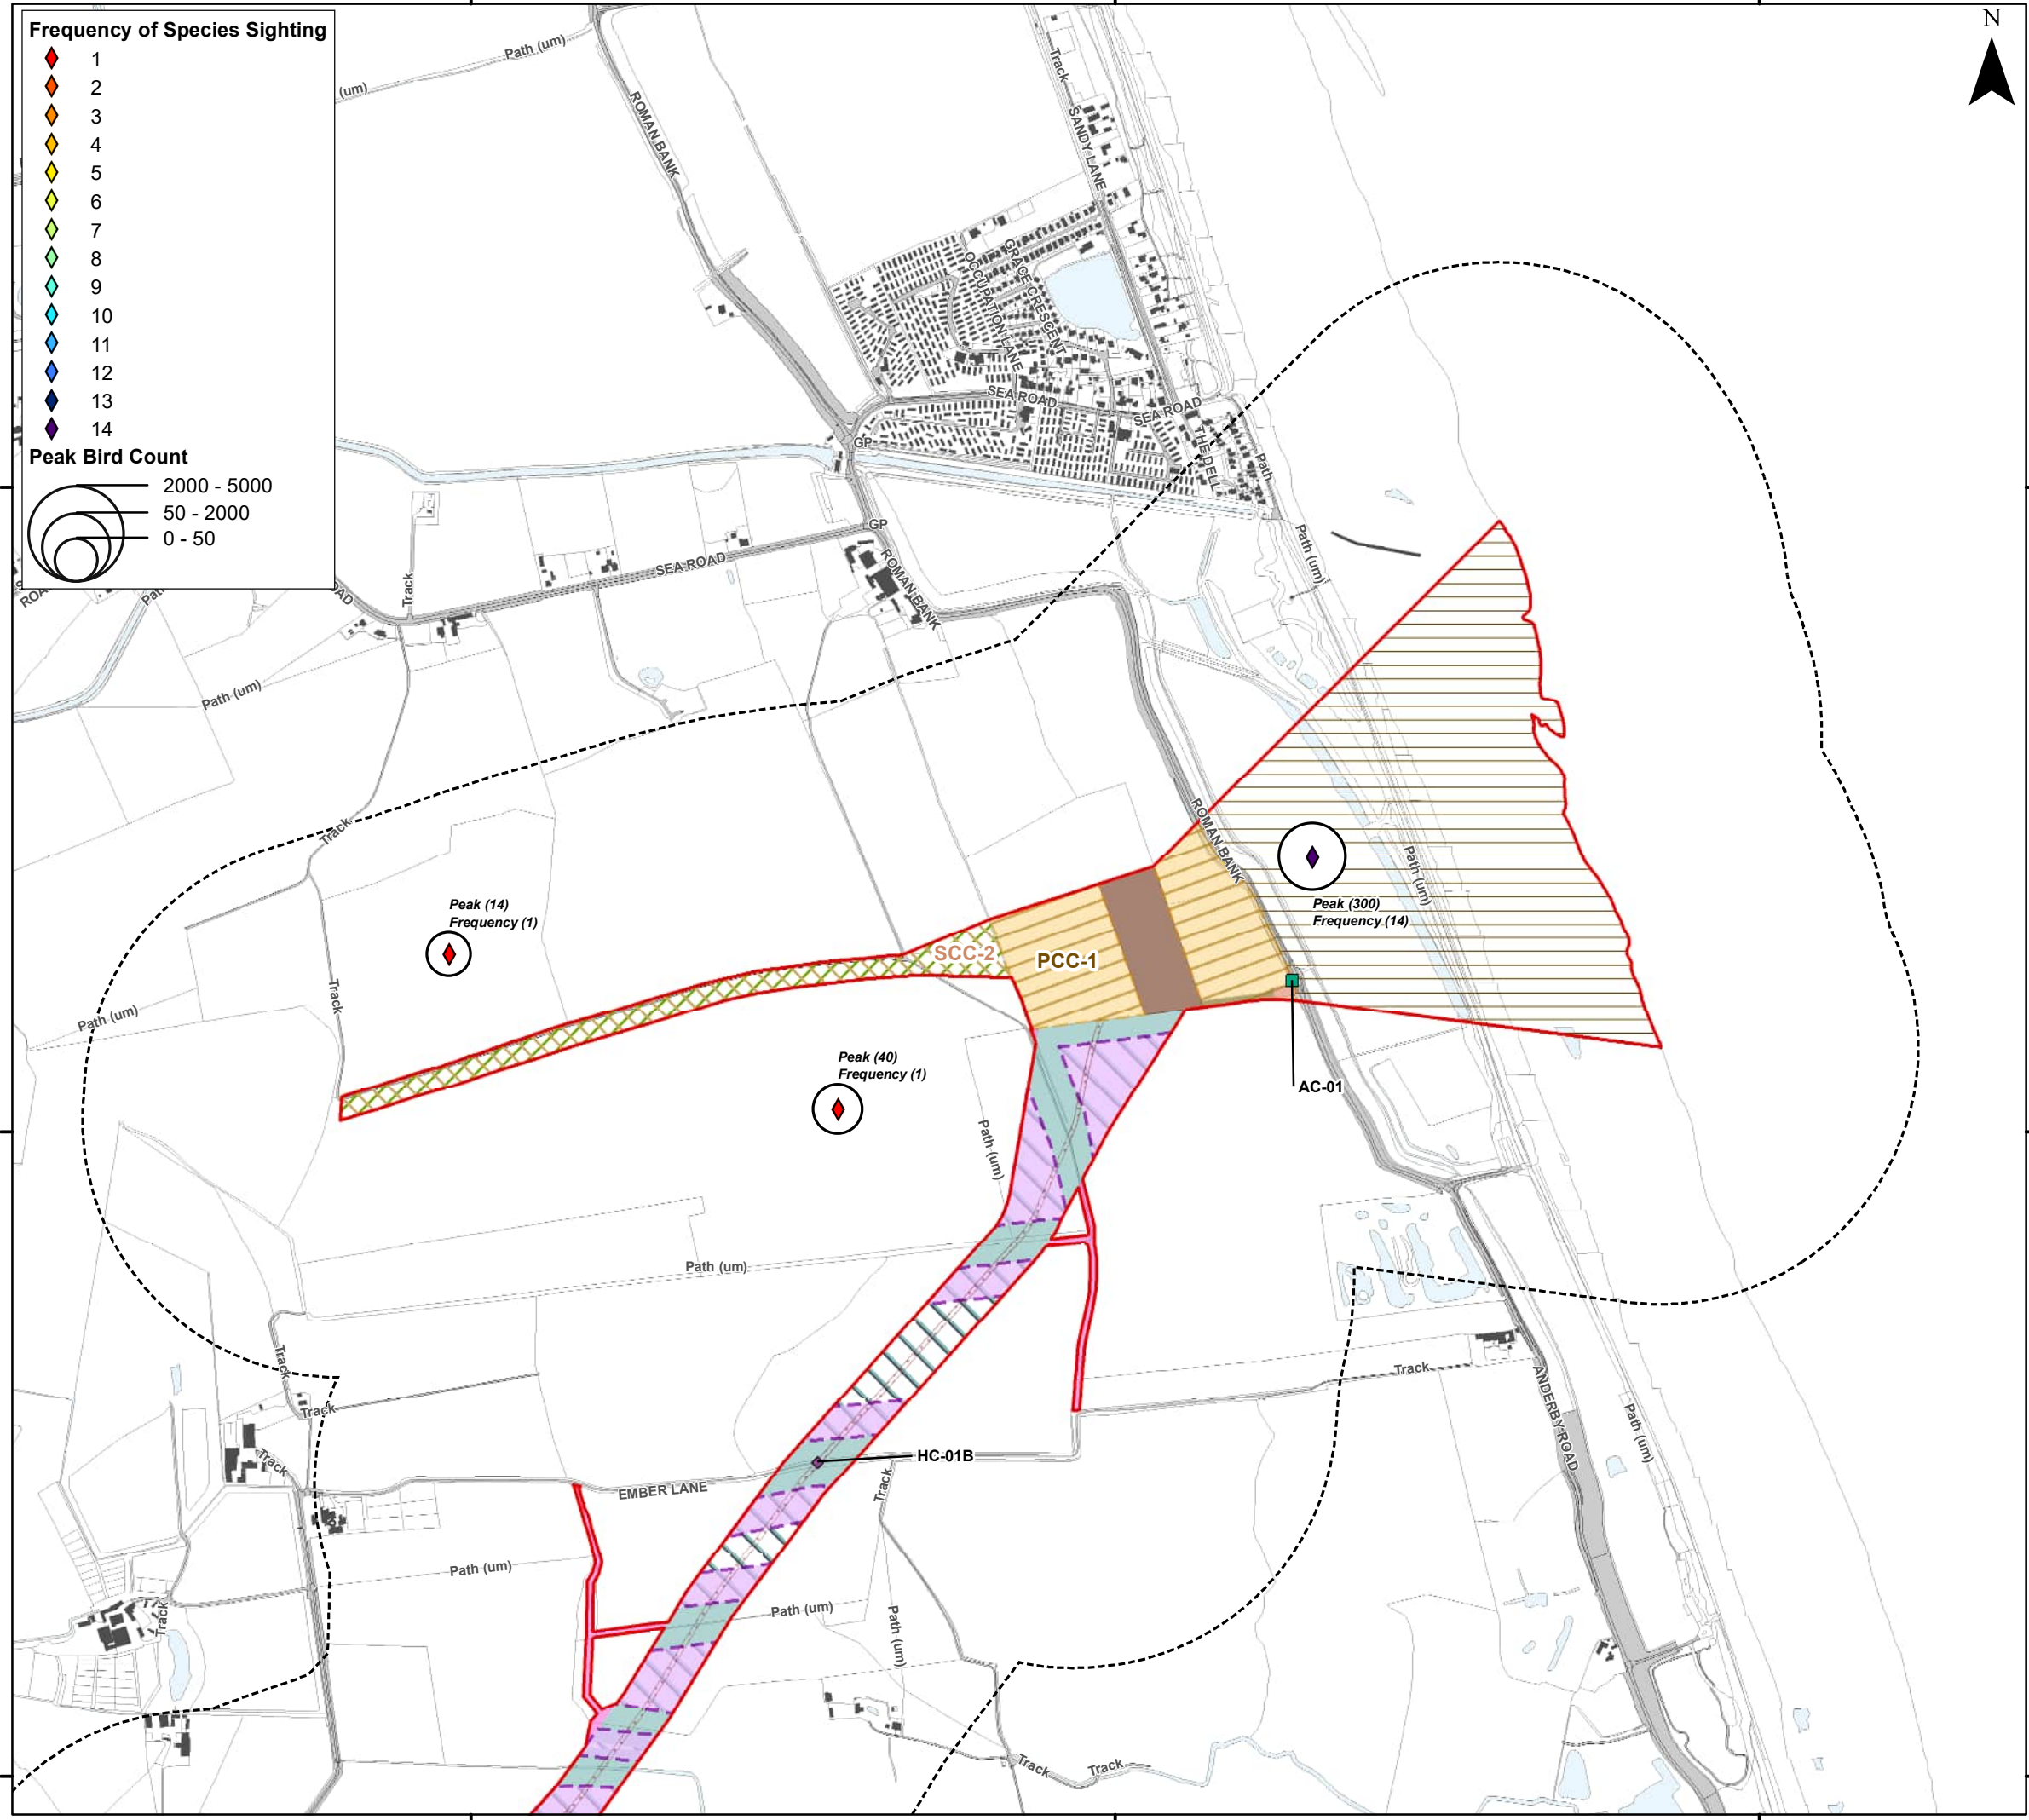 Frequency of Species Sighting
1
2
3
4
5
6
7
8
9
10
11
12
13
14
Peak Bird Count
2000 - 5000
50 - 2000
0 - 50
N
Path (um)
(um)
ROMAN BANK
Track
SANDY LANE
GRACE CRESCENT
OCCUPATION LANE
SEA ROAD
SEA ROAD
THE DELL
Path
GP
GP
SEA ROAD
ROMAN BANK
Track
Path (um)
Path (um)
Track
ROMAN BANK
Path (um)
Peak (14)
Frequency (1)
Peak (300)
Frequency (14)
SCC-2
PCC-1
Track
Path (um)
Peak (40)
Frequency (1)
AC-01
Path (um)
Path (um)
Track
Track
Track
Track
ANDERBY ROAD
Path (um)
HC-01B
EMBER LANE
Track
Path (um)
Path (um)
Path (um)
Track
Track
Track